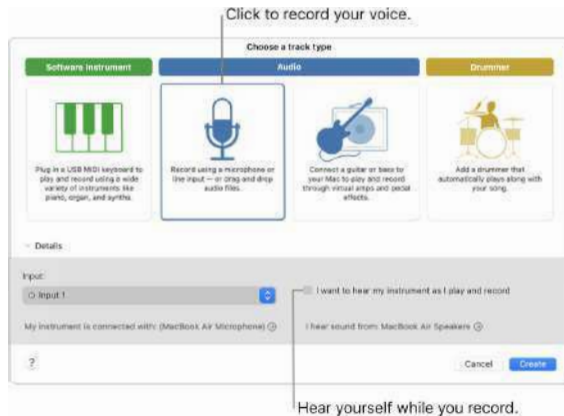 Click to record your voice.
Choose a track type
Software Instrument
Audio
Drummer
Plug in a USB MIDI keyboard to
play and record using a wide
variety of instruments like
piano, organ, and synths.
Record using a microphone or
line input — or drag and drop
audio files.
Connect a guitar or bass to
your Mac to play and record
through virtual amps and pedal
effects.
Add a drummer that
automatically plays along with
your song.
Details
Input:
Input 1
I want to hear my instrument as I play and record
My instrument is connected with: (MacBook Air Microphone)
I hear sound from: MacBook Air Speakers
?
Cancel
Create
Hear yourself while you record.